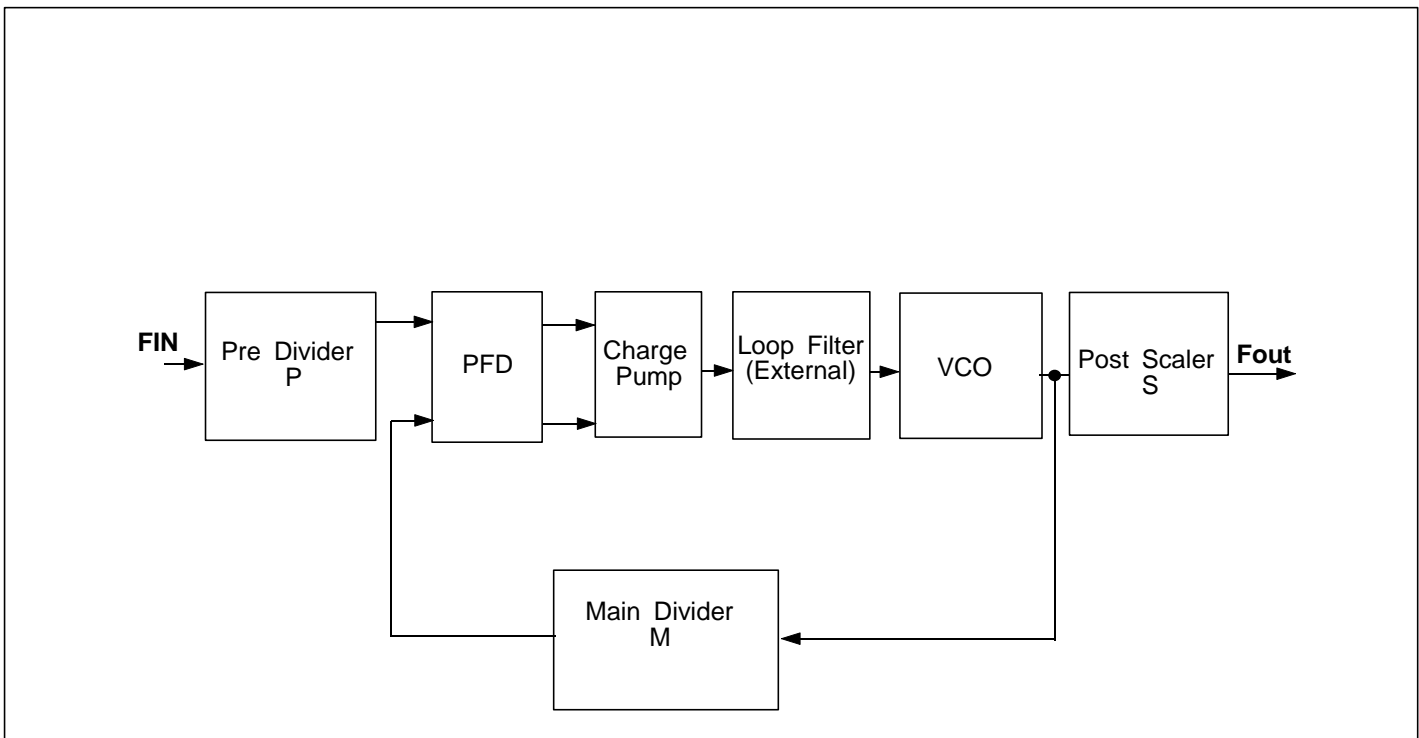 FIN
Pre Divider
P
PFD
Charge
Pump
Loop Filter
(External)
VCO
Post Scaler
S
Fout
Main Divider
M